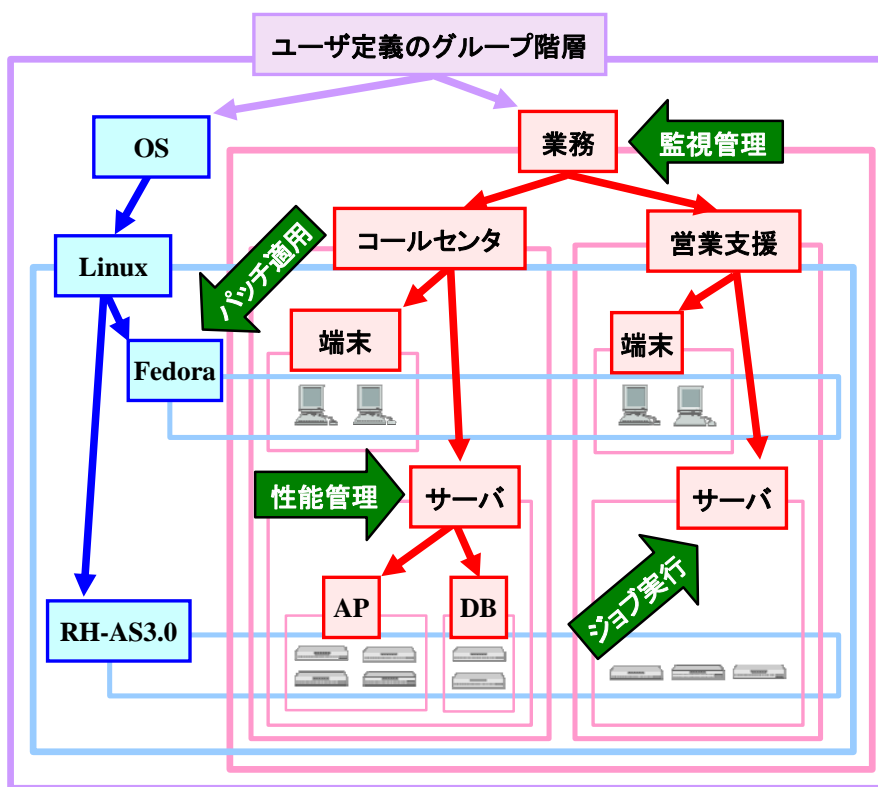 ユーザ定義のグループ階層
OS
業務
監視管理
Linux
パッチ適用
コールセンタ
営業支援
Fedora
端末
端末
性能管理
サーバ
サーバ
AP
DB
ジョブ実行
RH-AS3.0